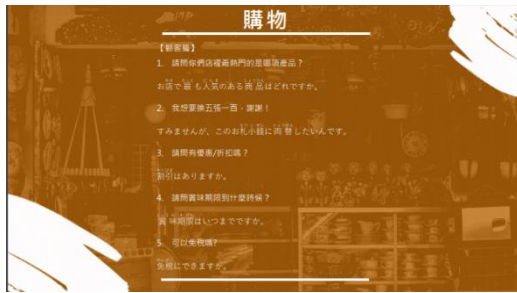 購物
【顧客篇】
1. 請問你們店裡最熱門的是哪項產品？
お店で最も人気のある商品はどれですか。
2. 我想要換五張一百，謝謝！
すみませんが、このお札小銭に両替したいんです。
3. 請問有優惠/折扣嗎？
割引はありますか。
4. 請問賞味期限到什麼時候？
賞味期限はいつまでですか。
5. 可以免稅嗎?
免税にできますか。